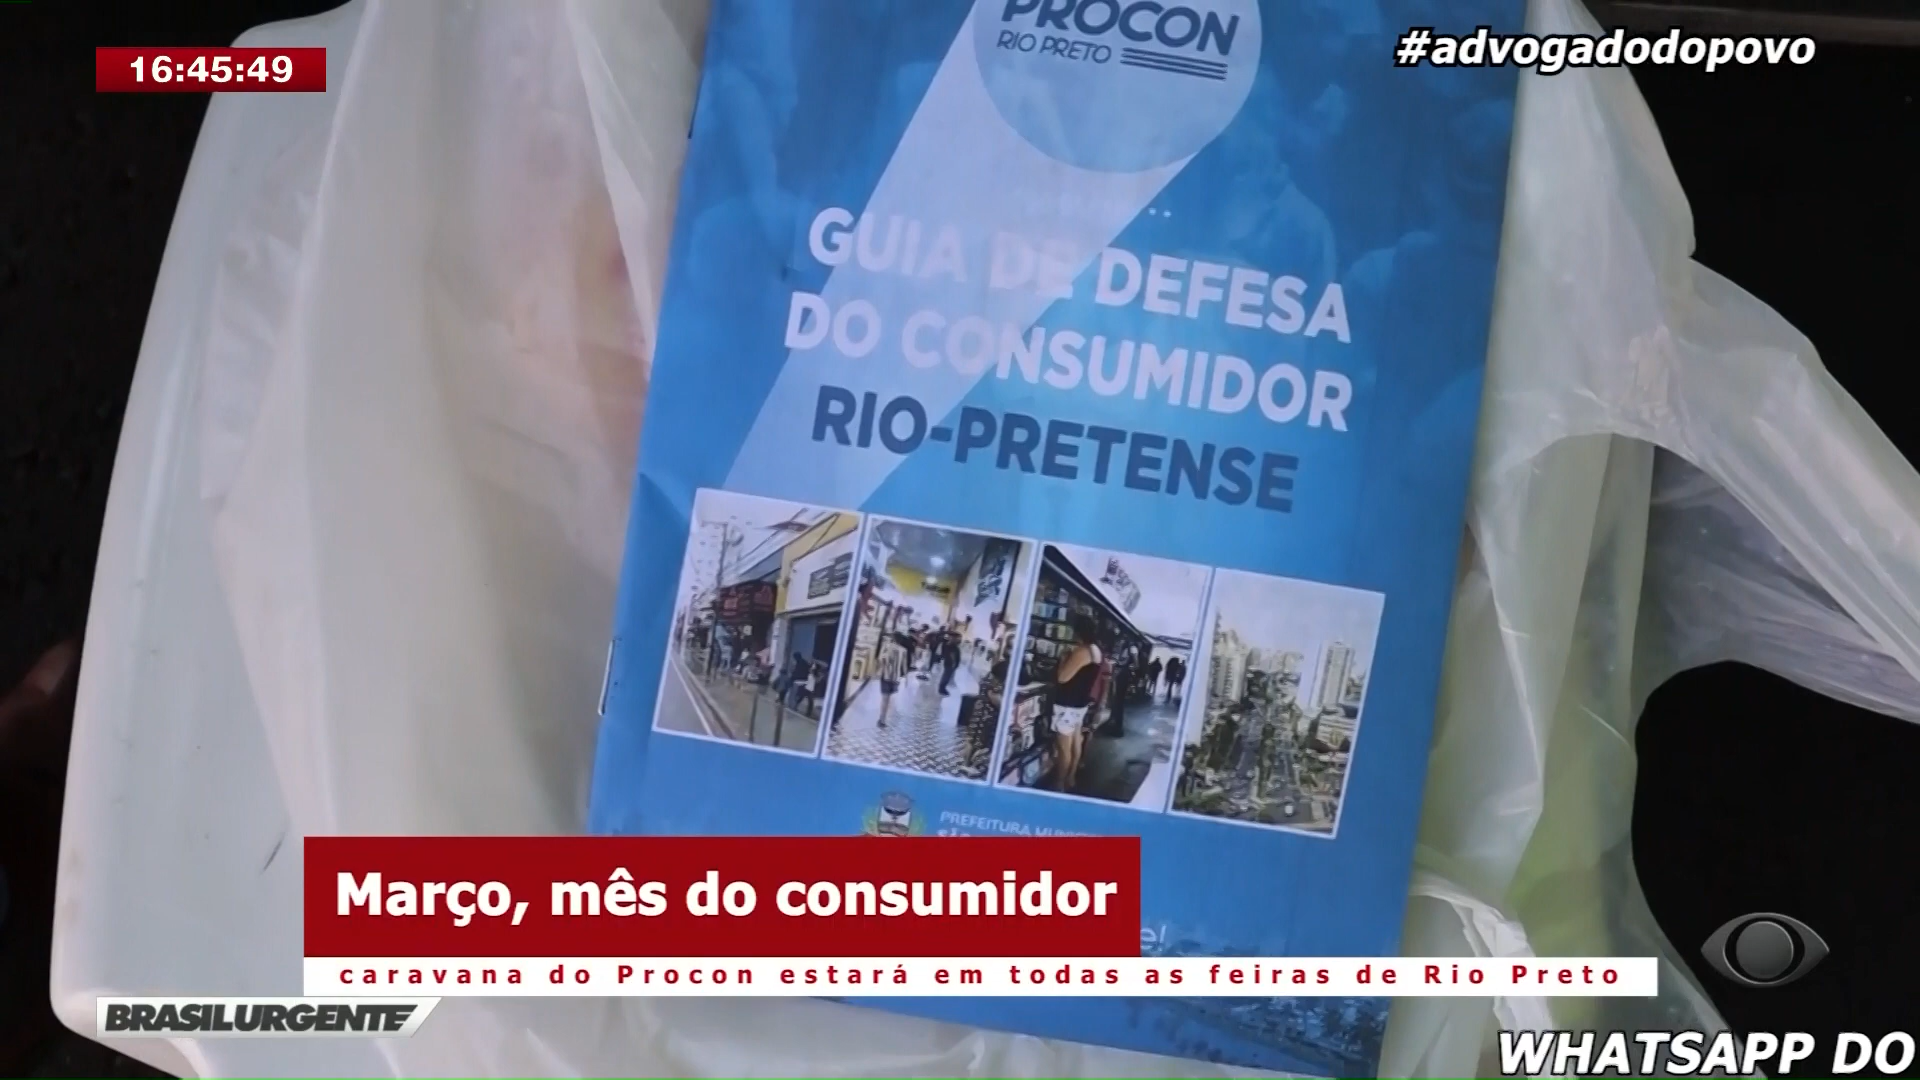 16:45:49
#advogadodopovo
PROCON
RIO PRETO
GUIA DE DEFESA
DO CONSUMIDOR
RIO-PRETENSE
PREFEITURA
Março, mês do consumidor
caravana do Procon estará em todas as feiras de Rio Preto
BRASILURGENTE
WHATSAPP DO